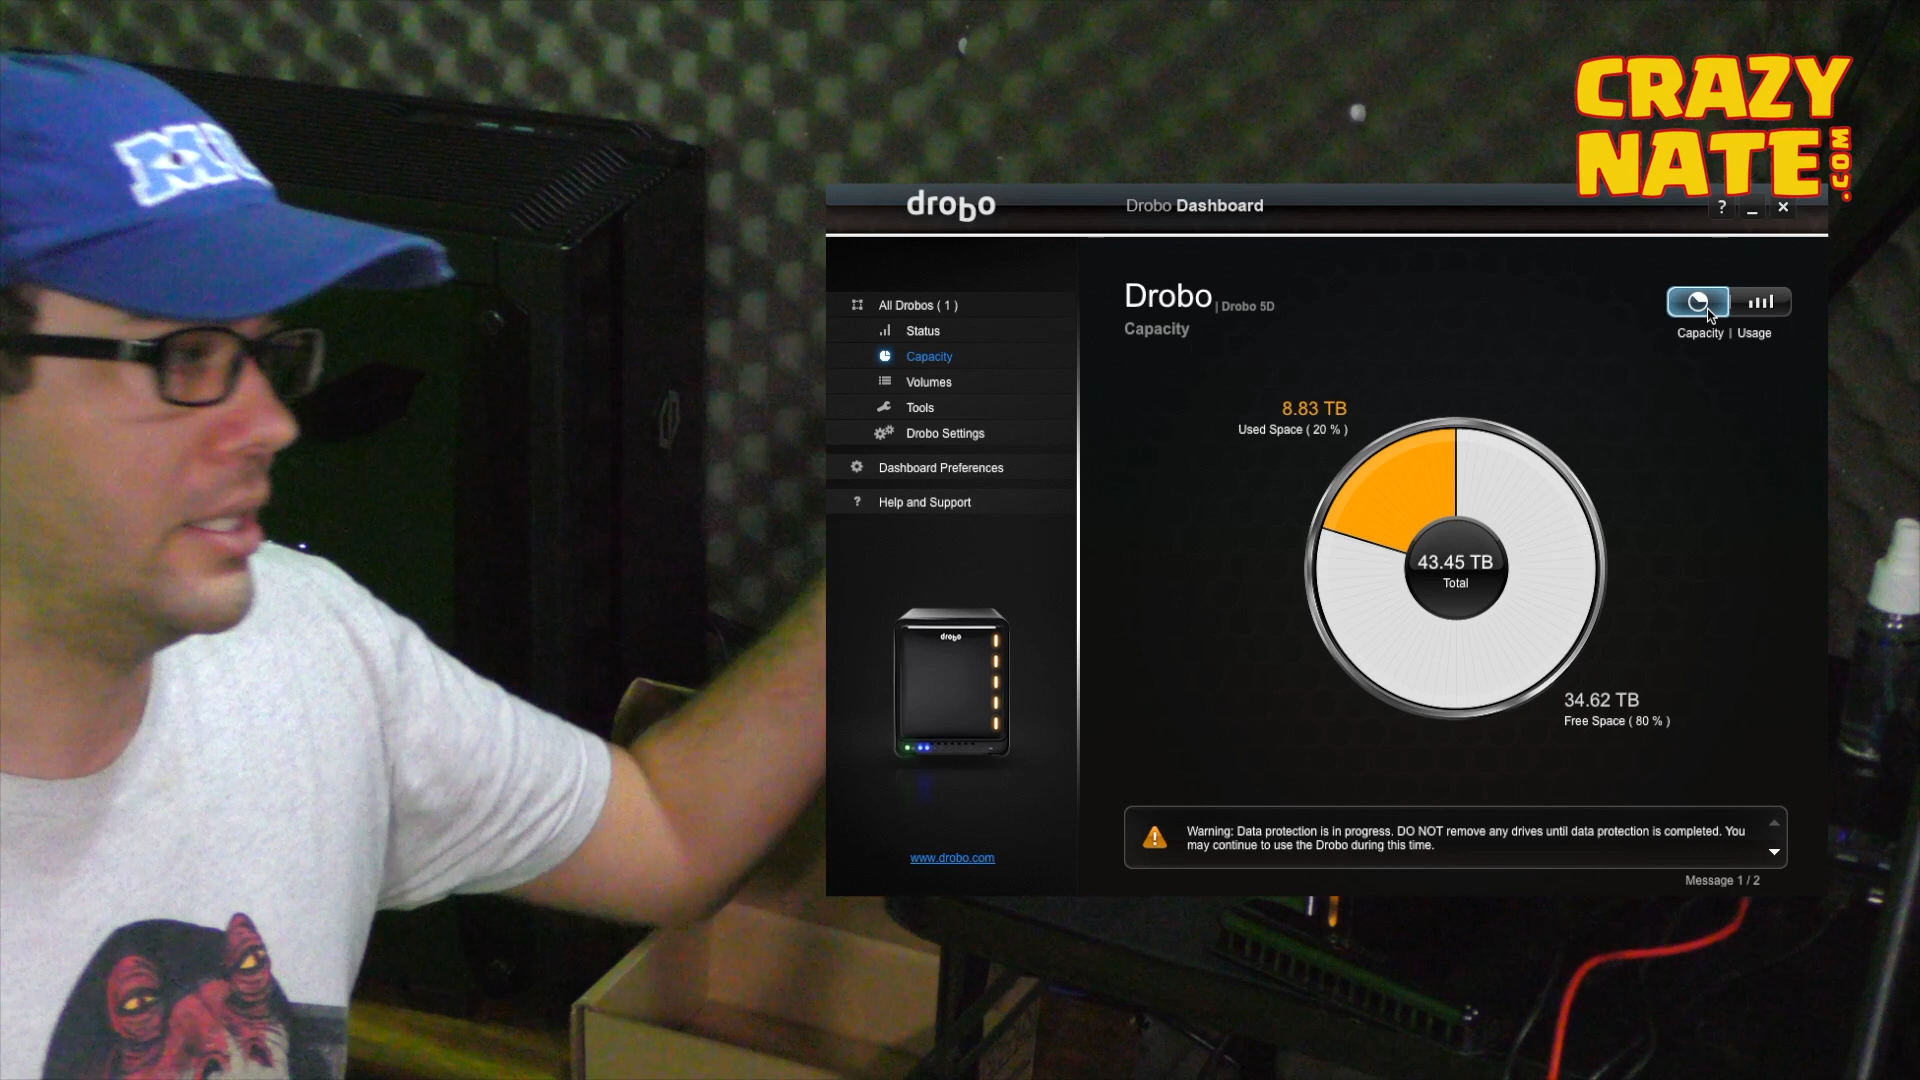 CRAZY
NATE.COM
drobo
Drobo Dashboard
? _ ×
All Drobos ( 1 )
Status
Capacity
Volumes
Tools
Drobo Settings
Dashboard Preferences
? Help and Support
drobo
www.drobo.com
Drobo | Drobo 5D
Capacity
Capacity | Usage
8.83 TB
Used Space ( 20 % )
43.45 TB
Total
34.62 TB
Free Space ( 80 % )
Warning: Data protection is in progress. DO NOT remove any drives until data protection is completed. You
may continue to use the Drobo during this time.
Message 1 / 2